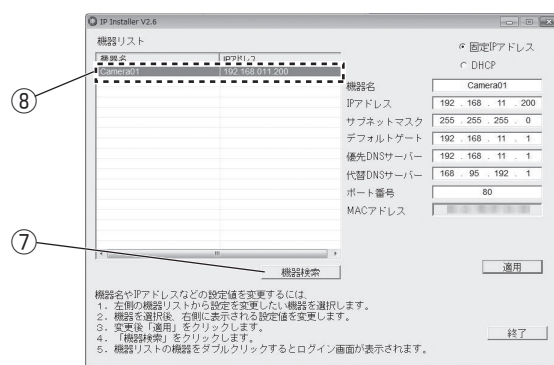 IP Installer V2.6
機器リスト
機器名 IPアドレス
Camera01 192.168.011.200
⑧
⑦
機器検索
固定IPアドレス
DHCP
機器名 Camera01
IPアドレス 192 . 168 . 11 . 200
サブネットマスク 255 . 255 . 255 . 0
デフォルトゲート 192 . 168 . 11 . 1
優先DNSサーバー 192 . 168 . 11 . 1
代替DNSサーバー 168 . 95 . 192 . 1
ポート番号 80
MACアドレス
適用
機器名やIPアドレスなどの設定値を変更するには、
1. 左側の機器リストから設定を変更したい機器を選択します。
2. 機器を選択後、右側に表示される設定値を変更します。
3. 変更後「適用」をクリックします。
4. 「機器検索」をクリックします。
5. 機器リストの機器をダブルクリックするとログイン画面が表示されます。
終了